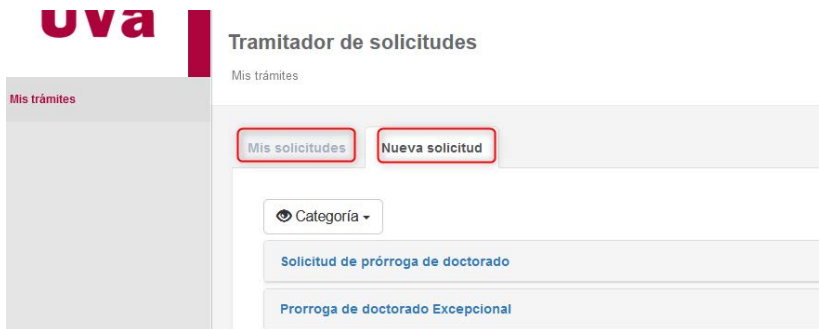 UVa
Tramitador de solicitudes
Mis trámites
Mis trámites
Mis solicitudes
Nueva solicitud
Categoría
Solicitud de prórroga de doctorado
Prorroga de doctorado Excepcional